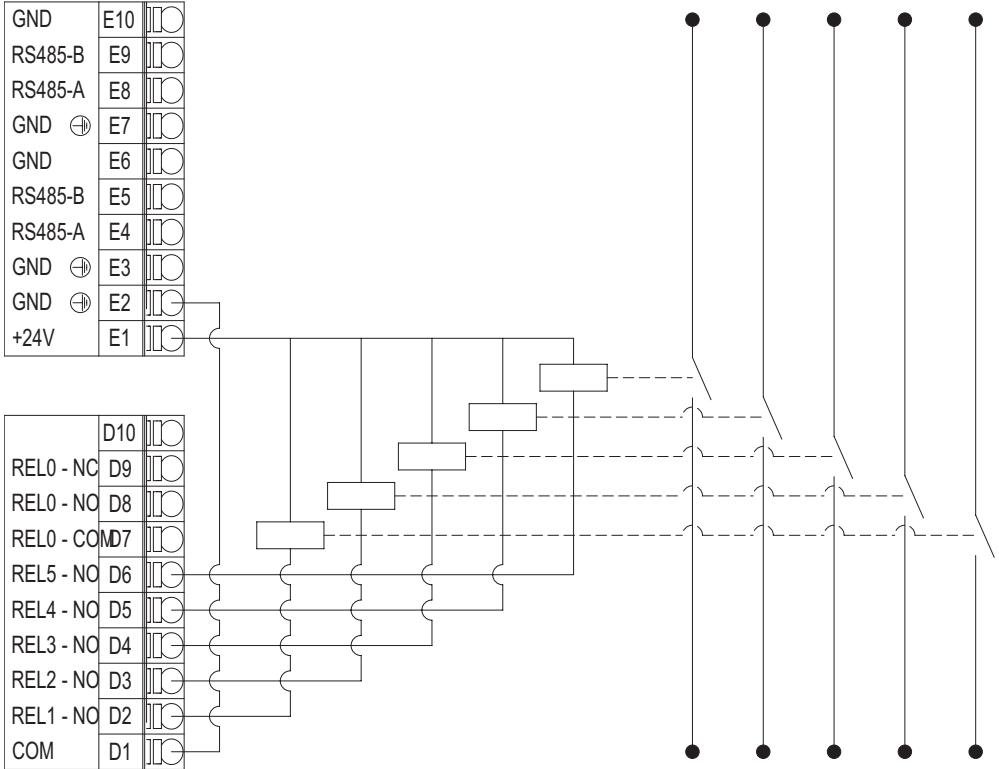 GND E10
RS485-B E9
RS485-A E8
GND E7
GND E6
RS485-B E5
RS485-A E4
GND E3
GND E2
+24V E1
D10
REL0 - NC D9
REL0 - NO D8
REL0 - COM D7
REL5 - NO D6
REL4 - NO D5
REL3 - NO D4
REL2 - NO D3
REL1 - NO D2
COM D1